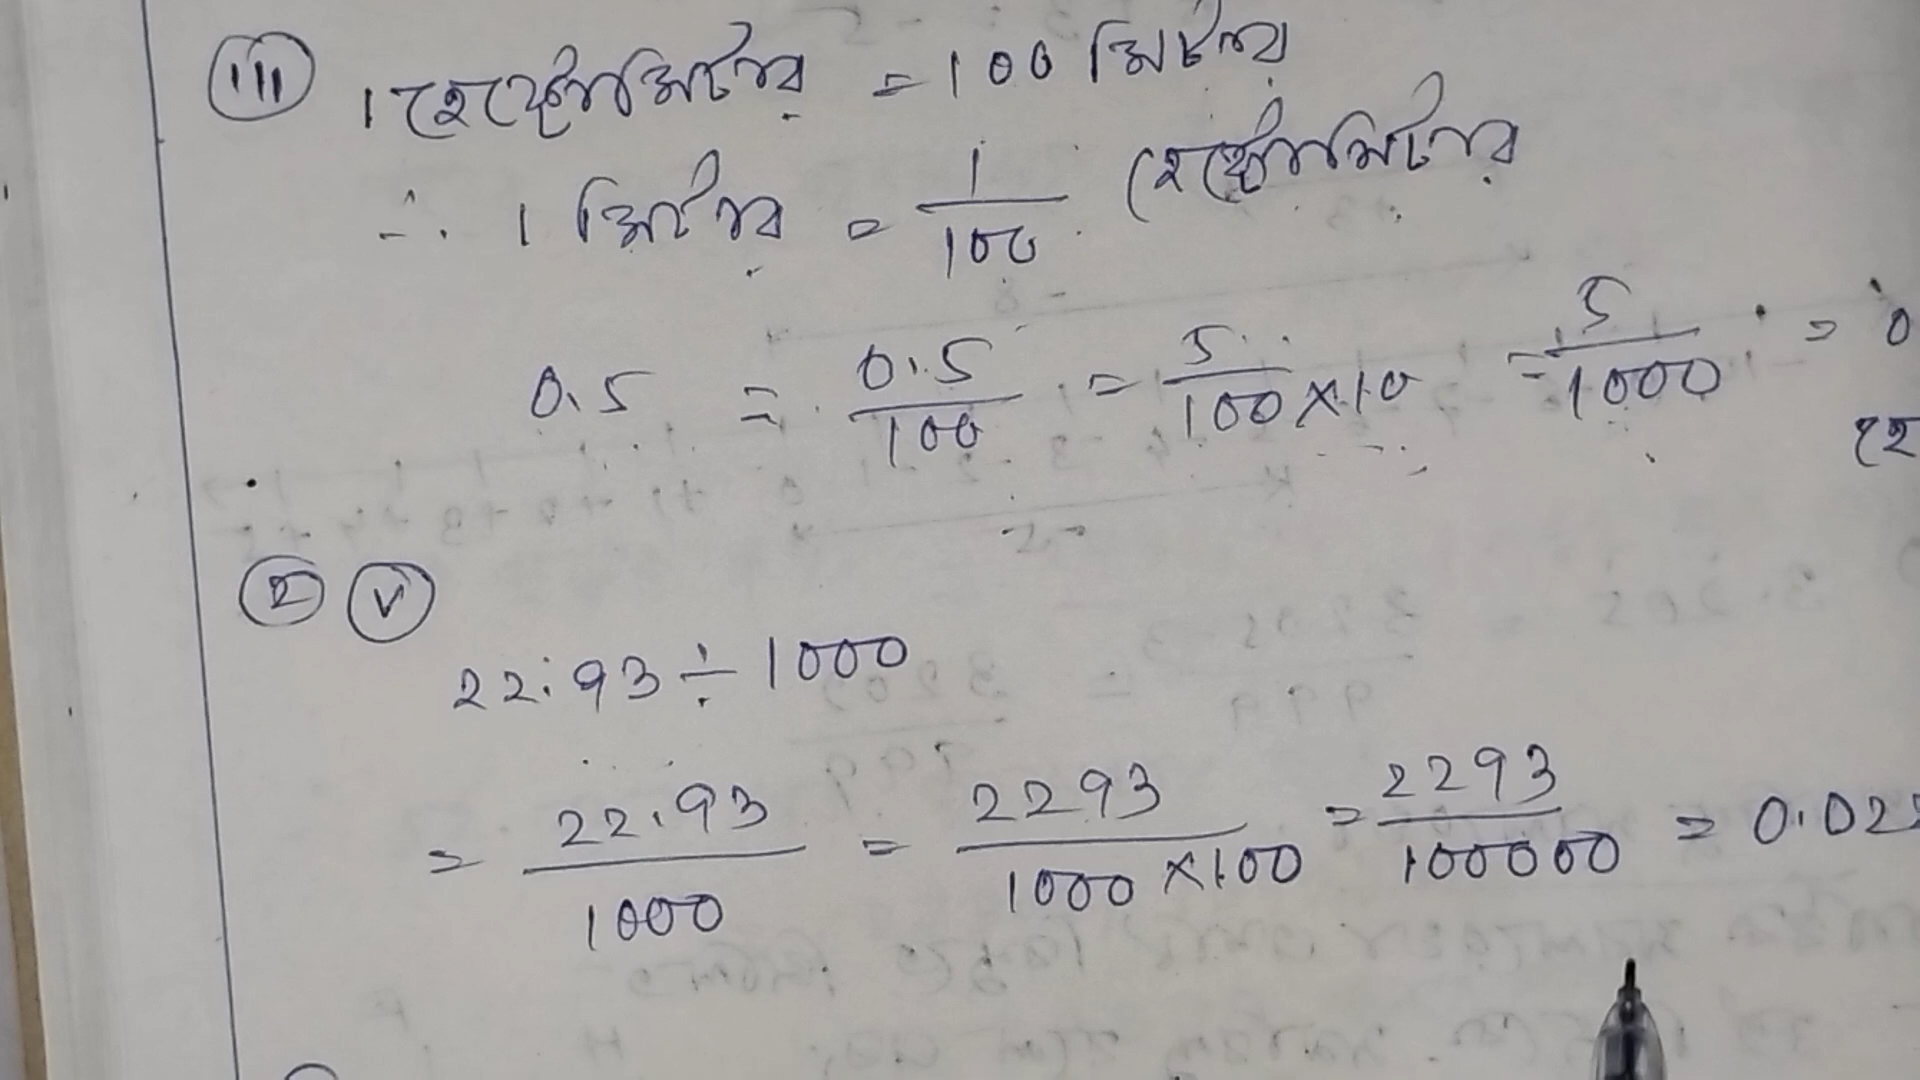 (iii) 1 হেক্টোমিটার = 100 মিটার
∴ 1 মিটার = 1/100 হেক্টোমিটার
0.5 = 0.5/100 = 5/100×10 = 5/1000 = 0
হে
(2) (v)
22.93 ÷ 1000
= 22.93/1000 = 2293/1000×100 = 2293/100000 = 0.022